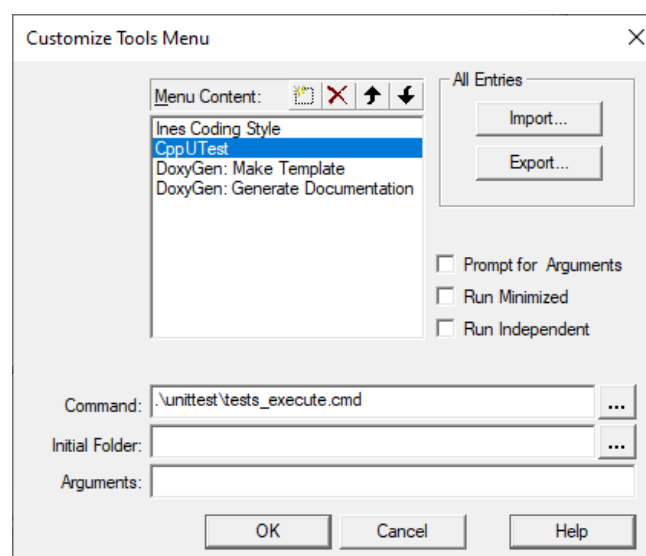 Customize Tools Menu
Menu Content:
Ines Coding Style
CppUTest
DoxyGen: Make Template
DoxyGen: Generate Documentation
All Entries
Import...
Export...
Prompt for Arguments
Run Minimized
Run Independent
Command: .\unittest\tests_execute.cmd ...
Initial Folder: ...
Arguments:
OK Cancel Help